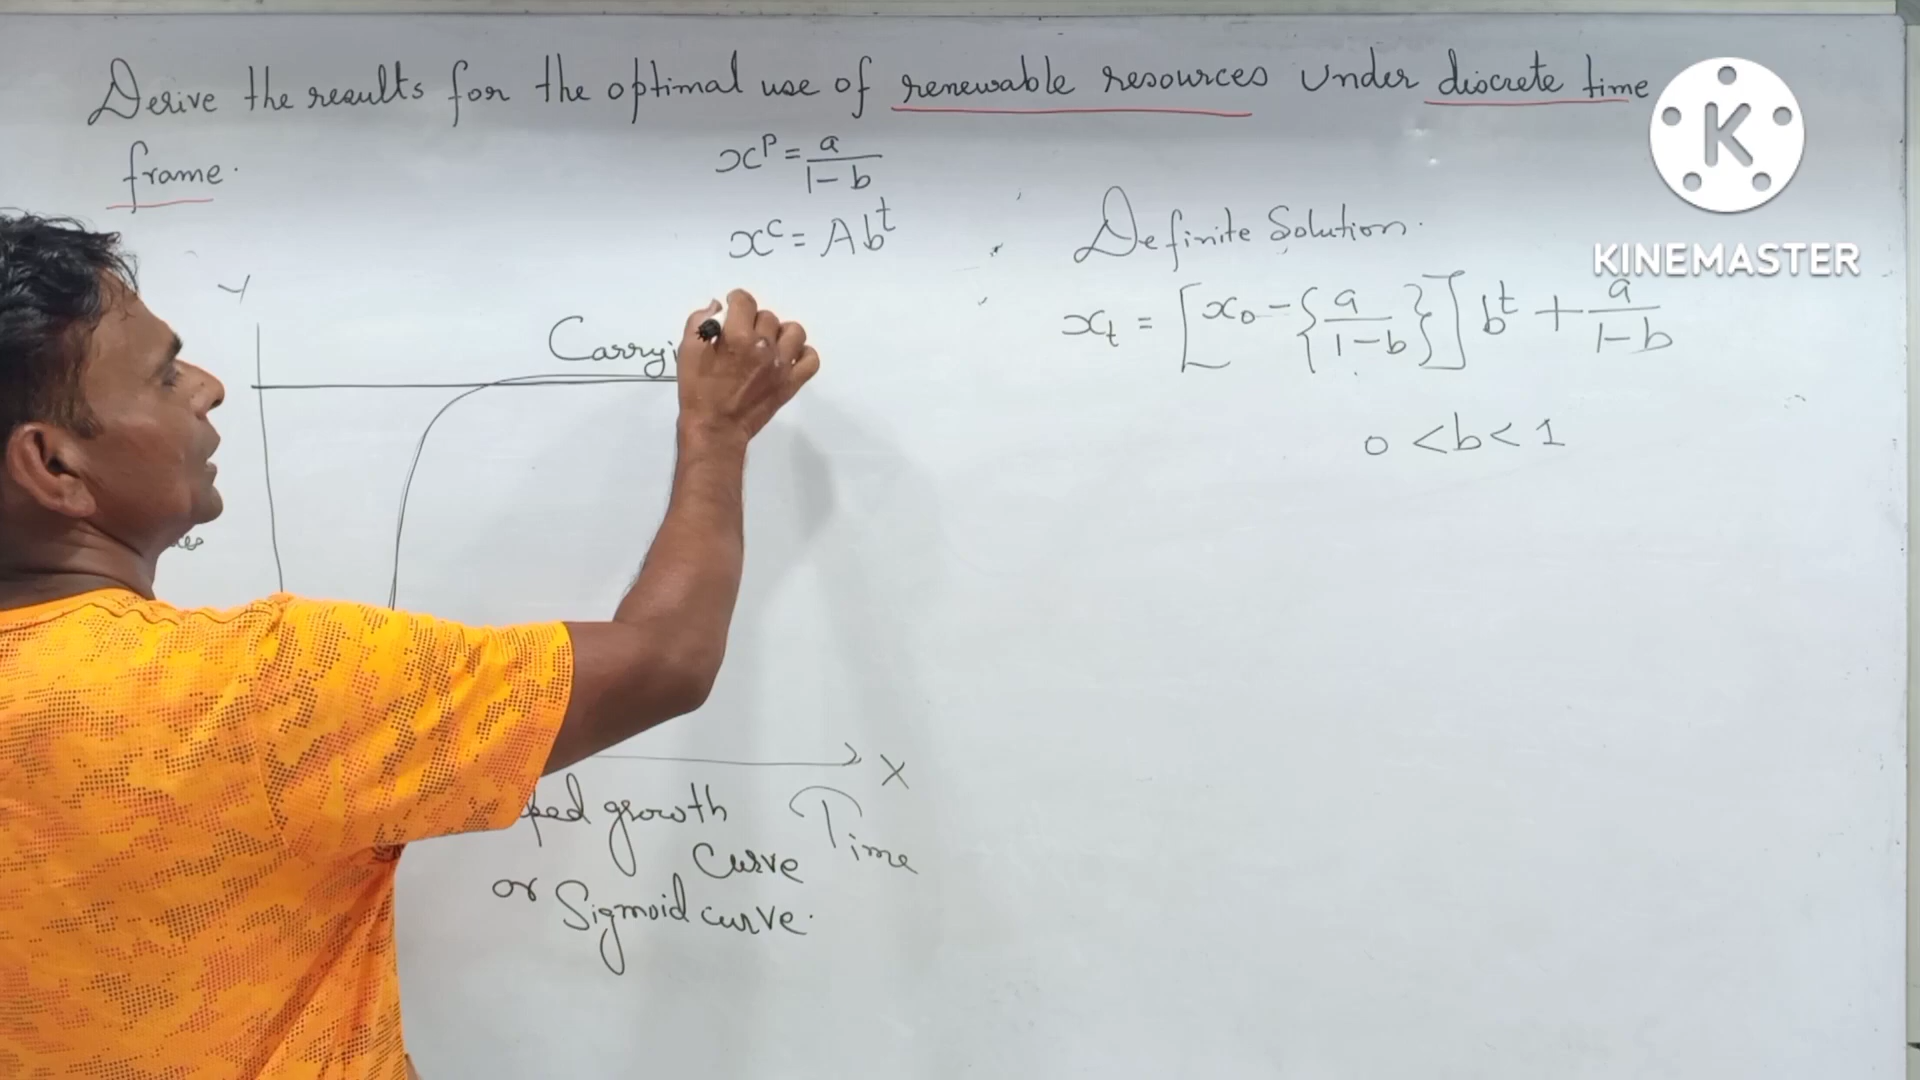 Derive the results for the optimal use of renewable resources Under discrete time
frame.
x^p = a/(1-b)
x^c = Ab^t
Y
Definite Solution.
x_t = [x_0 - {a/(1-b)}] b^t + a/(1-b)
0 < b < 1
X
growth
Curve
Time
or Sigmoid curve.
K
KINEMASTER